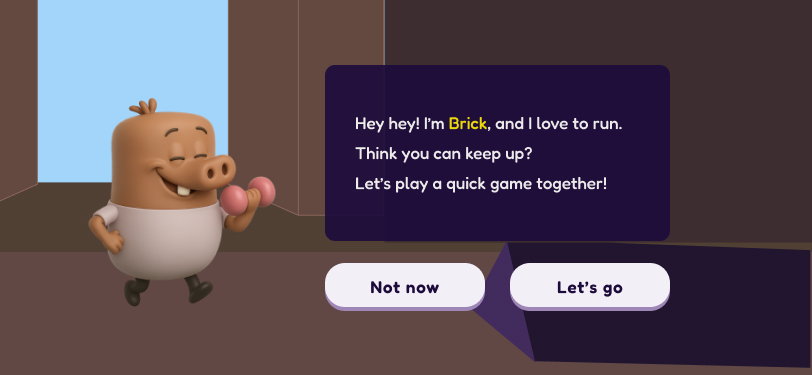 Hey hey! I'm Brick, and I love to run.
Think you can keep up?
Let's play a quick game together!
Not now
Let's go